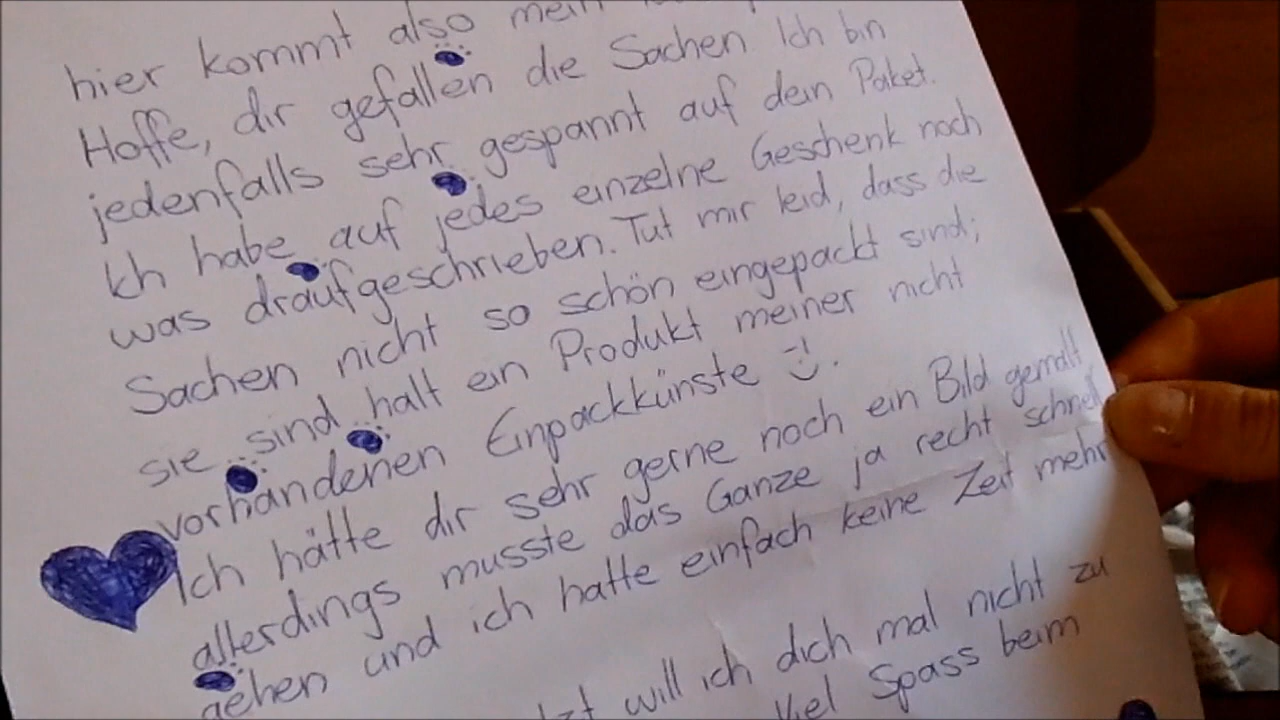 hier kommt also mein
Hoffe, dir gefallen die Sachen. Ich bin
jedenfalls sehr gespannt auf dein Paket.
Ich habe auf jedes einzelne Geschenk noch
was draufgeschrieben. Tut mir leid, dass die
Sachen nicht so schön eingepackt sind;
sie sind halt ein Produkt meiner nicht
vorhandenen Einpackkünste :-).
Ich hätte dir sehr gerne noch ein Bild gemalt
allerdings musste das Ganze ja recht schnell
gehen und ich hatte einfach keine Zeit mehr
will ich dich mal nicht zu
Viel Spass beim